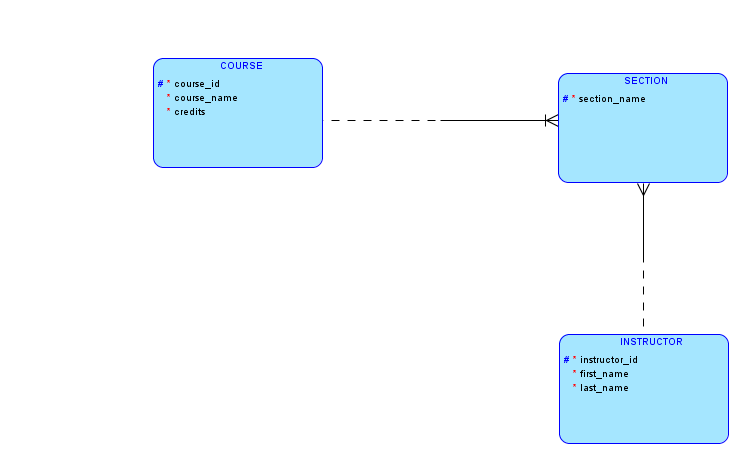 COURSE
# * course_id
* course_name
* credits
SECTION
# * section_name
INSTRUCTOR
# * instructor_id
* first_name
* last_name